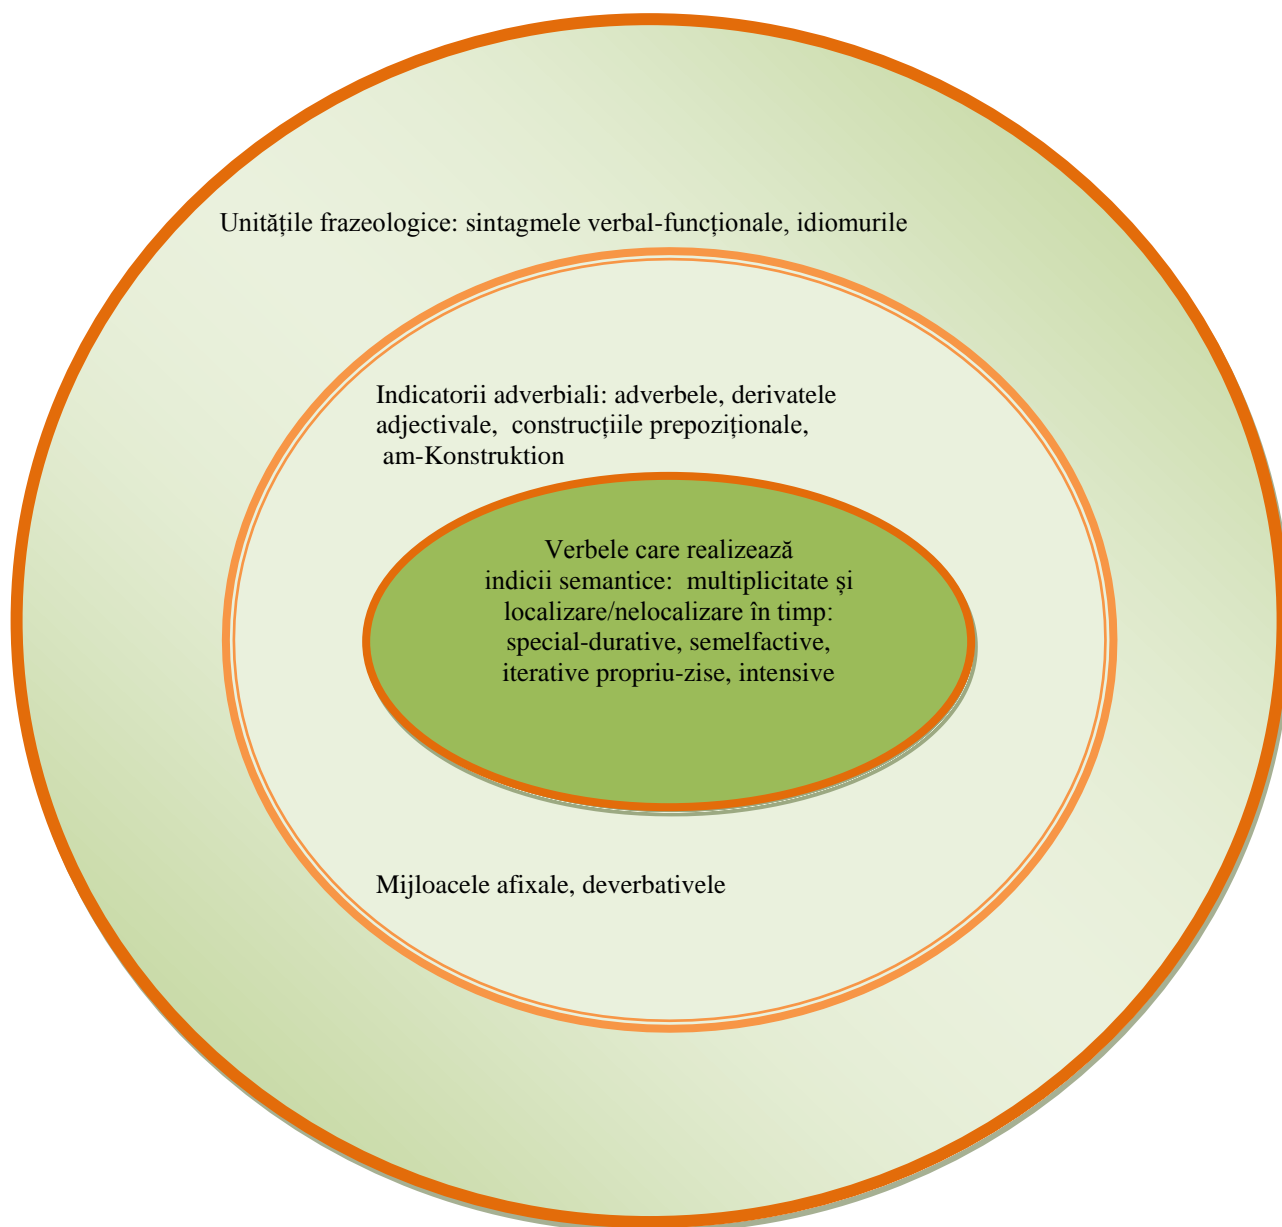 Unitățile frazeologice: sintagmele verbal-funcționale, idiomurile
Indicatorii adverbiali: adverbele, derivatele
adjectivale, construcțiile prepoziționale,
am-Konstruktion
Verbele care realizează
indicii semantice: multiplicitate și
localizare/nelocalizare în timp:
special-durative, semelfactive,
iterative propriu-zise, intensive
Mijloacele afixale, deverbativele